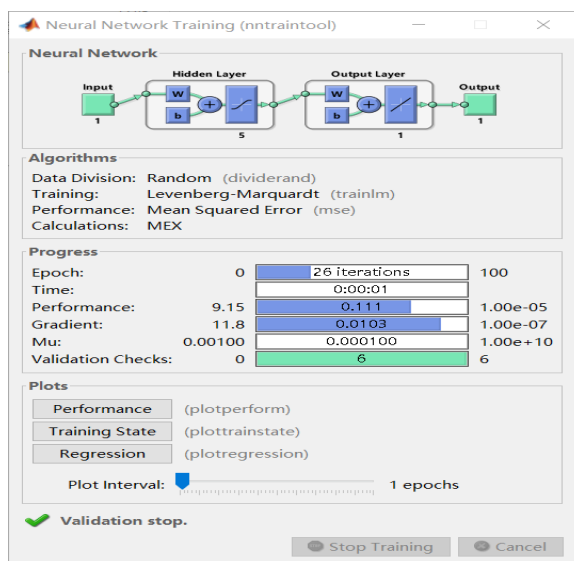 Neural Network Training (nntraintool)
Neural Network
Hidden Layer
Output Layer
Input
Output
W
W
b
b
1
5
1
1
Algorithms
Data Division: Random (dividerand)
Training: Levenberg-Marquardt (trainlm)
Performance: Mean Squared Error (mse)
Calculations: MEX
Progress
Epoch: 0 26 iterations 100
Time: 0:00:01
Performance: 9.15 0.111 1.00e-05
Gradient: 11.8 0.0103 1.00e-07
Mu: 0.00100 0.000100 1.00e+10
Validation Checks: 0 6 6
Plots
Performance (plotperform)
Training State (plottrainstate)
Regression (plotregression)
Plot Interval: 1 epochs
Validation stop.
Stop Training Cancel